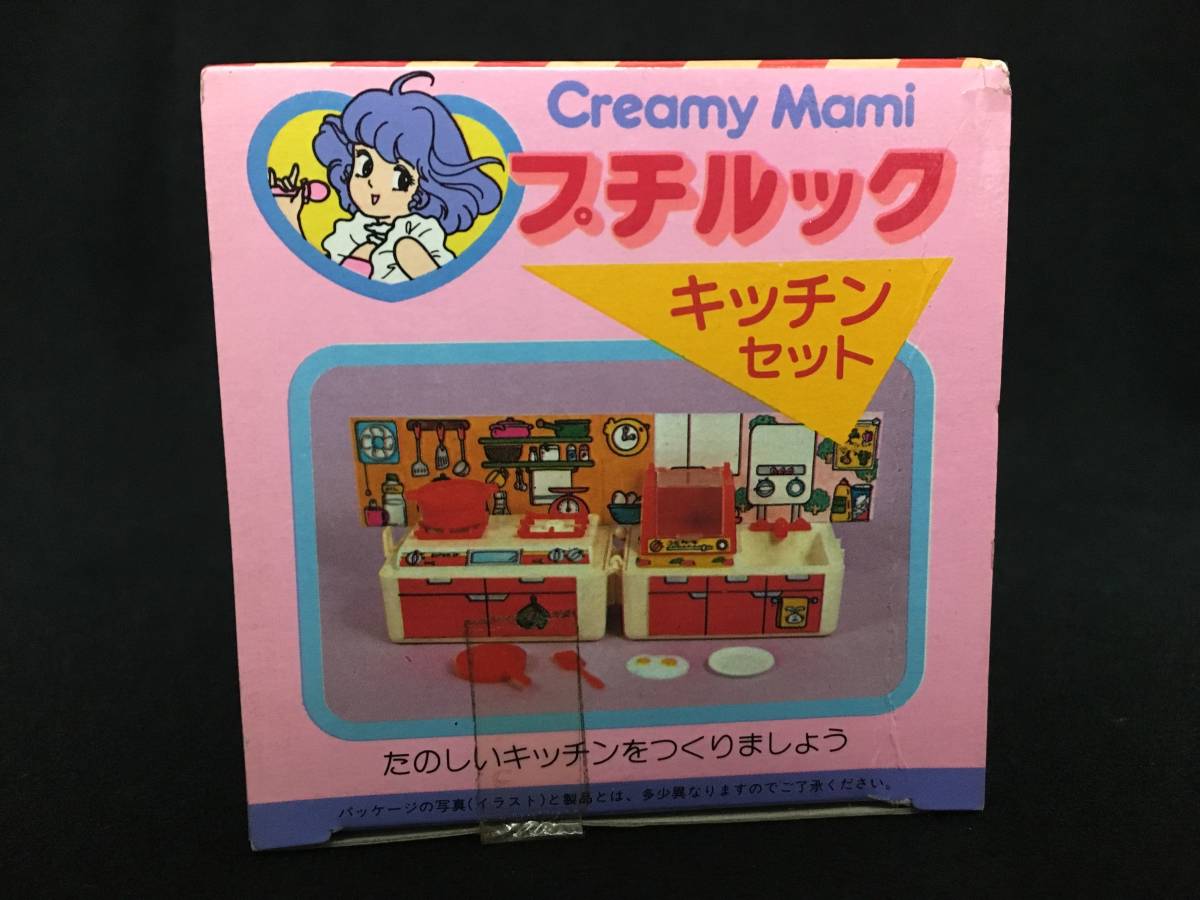 Creamy Mami
プチルック
キッチン
セット
たのしいキッチンをつくりましょう
パッケージの写真(イラスト)と製品とは、多少異なりますのでご了承ください。